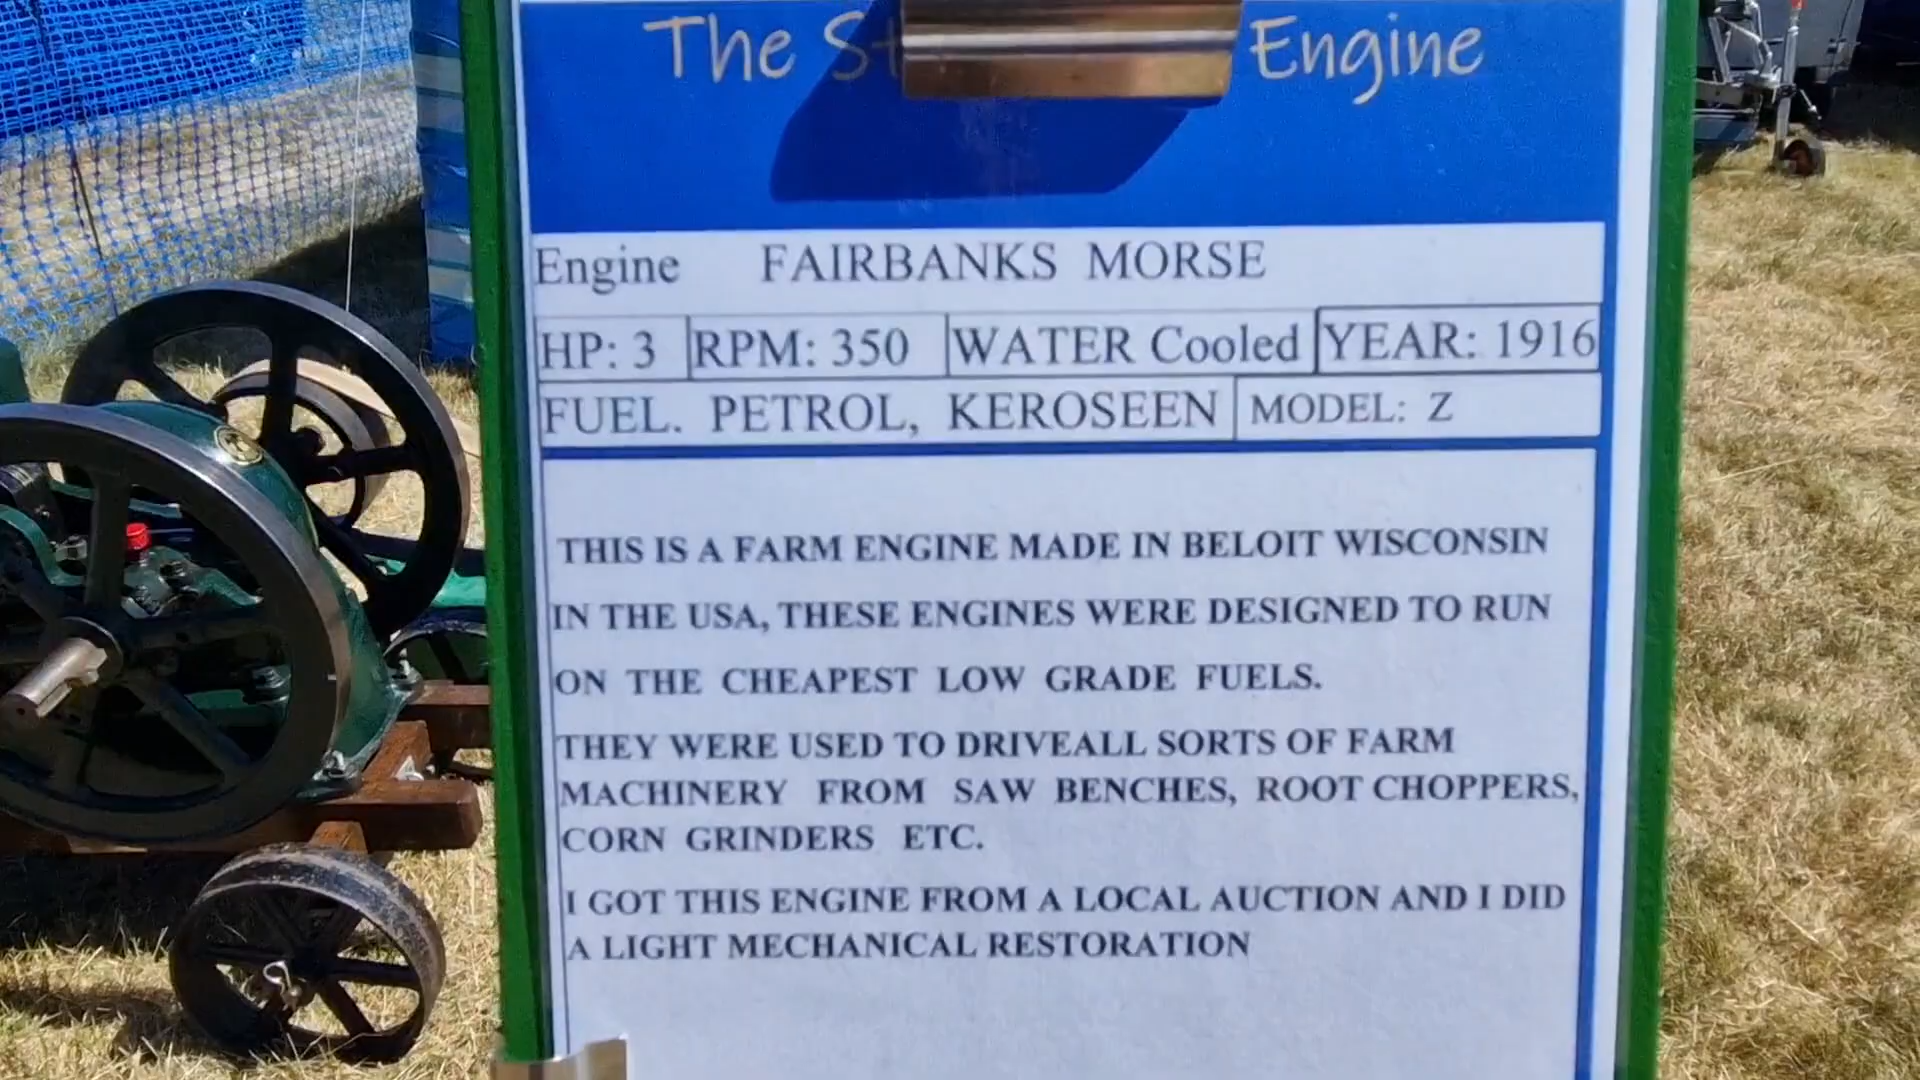 The St Engine
Engine FAIRBANKS MORSE
HP: 3 RPM: 350 WATER Cooled YEAR: 1916
FUEL. PETROL, KEROSEEN MODEL: Z
THIS IS A FARM ENGINE MADE IN BELOIT WISCONSIN
IN THE USA, THESE ENGINES WERE DESIGNED TO RUN
ON THE CHEAPEST LOW GRADE FUELS.
THEY WERE USED TO DRIVEALL SORTS OF FARM
MACHINERY FROM SAW BENCHES, ROOT CHOPPERS,
CORN GRINDERS ETC.
I GOT THIS ENGINE FROM A LOCAL AUCTION AND I DID
A LIGHT MECHANICAL RESTORATION